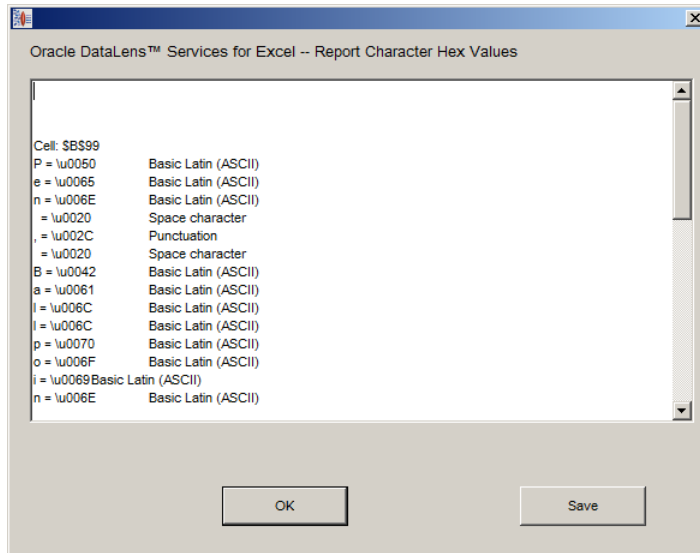 Oracle DataLens™ Services for Excel -- Report Character Hex Values
Cell: $B$99
P = \u0050 Basic Latin (ASCII)
e = \u0065 Basic Latin (ASCII)
n = \u006E Basic Latin (ASCII)
= \u0020 Space character
, = \u002C Punctuation
= \u0020 Space character
B = \u0042 Basic Latin (ASCII)
a = \u0061 Basic Latin (ASCII)
l = \u006C Basic Latin (ASCII)
l = \u006C Basic Latin (ASCII)
p = \u0070 Basic Latin (ASCII)
o = \u006F Basic Latin (ASCII)
i = \u0069Basic Latin (ASCII)
n = \u006E Basic Latin (ASCII)
OK Save